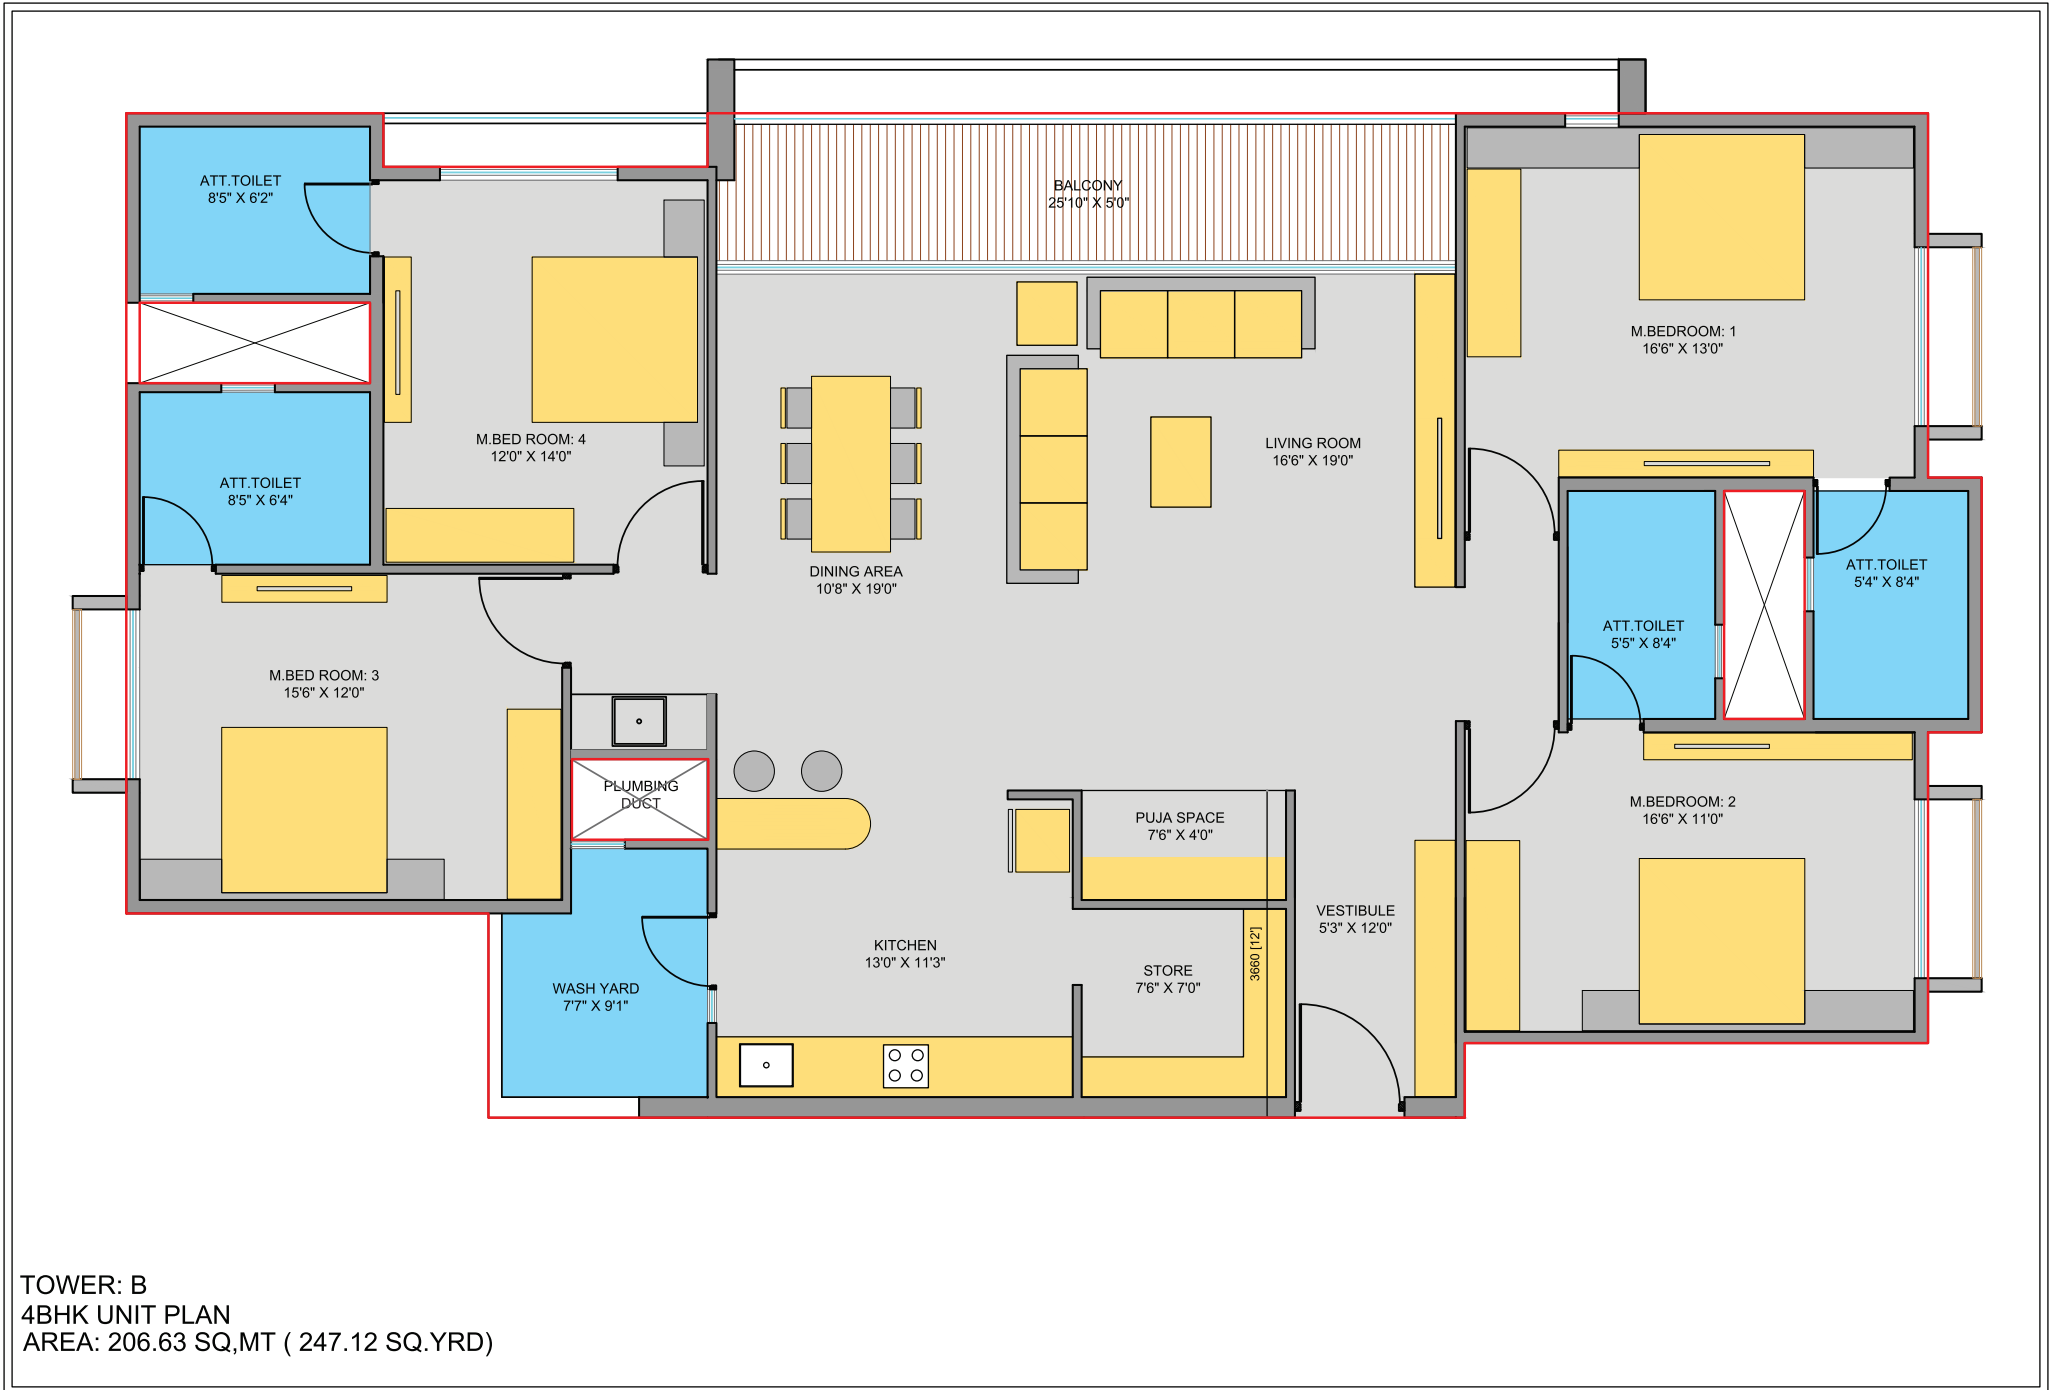 ATT.TOILET
8'5" X 6'2"
BALCONY
25'10" X 5'0"
M.BEDROOM: 1
16'6" X 13'0"
M.BED ROOM: 4
12'0" X 14'0"
LIVING ROOM
16'6" X 19'0"
ATT.TOILET
8'5" X 6'4"
DINING AREA
10'8" X 19'0"
ATT.TOILET
5'4" X 8'4"
ATT.TOILET
5'5" X 8'4"
M.BED ROOM: 3
15'6" X 12'0"
PLUMBING
DUCT
PUJA SPACE
7'6" X 4'0"
M.BEDROOM: 2
16'6" X 11'0"
VESTIBULE
5'3" X 12'0"
KITCHEN
13'0" X 11'3"
3660 [12']
STORE
7'6" X 7'0"
WASH YARD
7'7" X 9'1"
TOWER: B
4BHK UNIT PLAN
AREA: 206.63 SQ,MT ( 247.12 SQ.YRD)